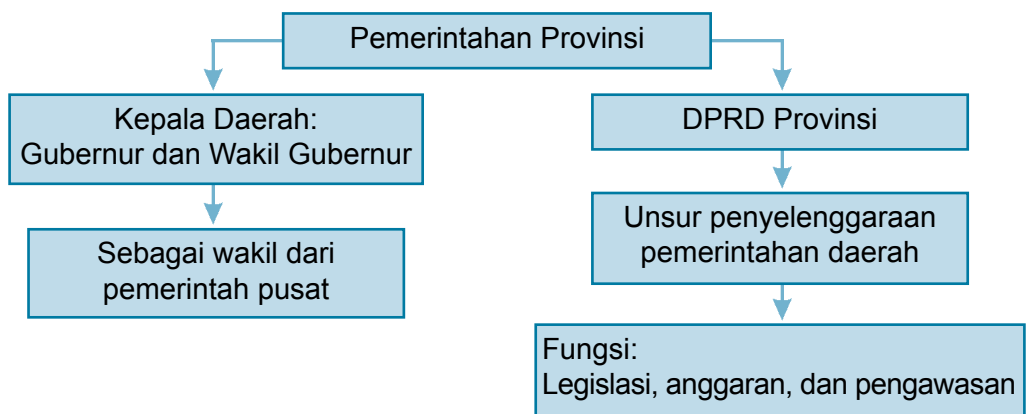 Pemerintahan Provinsi
Kepala Daerah:
Gubernur dan Wakil Gubernur
Sebagai wakil dari
pemerintah pusat
DPRD Provinsi
Unsur penyelenggaraan
pemerintahan daerah
Fungsi:
Legislasi, anggaran, dan pengawasan